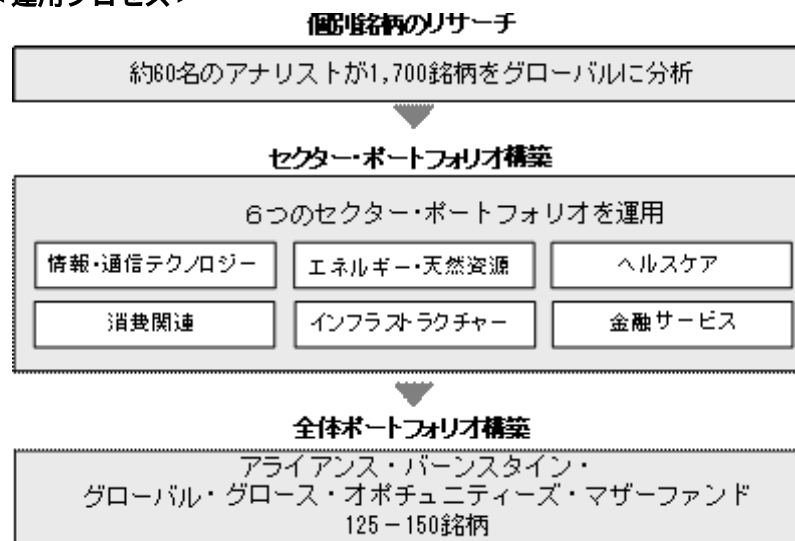 <運用プロセス>
個別銘柄のリサーチ
約60名のアナリストが1,700銘柄をグローバルに分析
セクター・ポートフォリオ構築
6つのセクター・ポートフォリオを運用
情報・通信テクノロジー
エネルギー・天然資源
ヘルスケア
消費関連
インフラストラクチャー
金融サービス
全体ポートフォリオ構築
アライアンス・バーンスタイン・
グローバル・グロース・オポチュニティーズ・マザーファンド
125-150銘柄